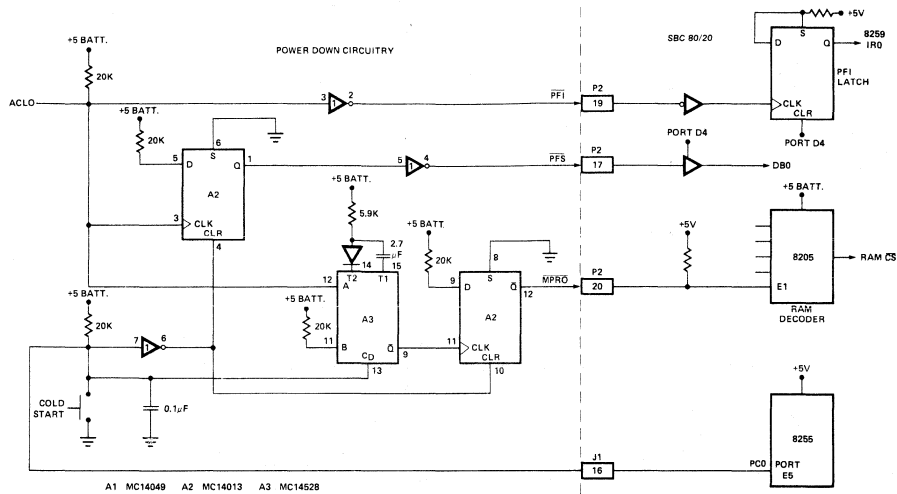 +5 BATT.
20K
ACLO
POWER DOWN CIRCUITRY
3
1
2
PFI
P2
19
SBC 80/20
+5V
S
D
Q
8259
IR0
PFI
LATCH
CLK
CLR
PORT D4
+5 BATT.
20K
6
S
5
D
Q
1
A2
3
CLK
CLR
4
5
1
4
PFS
P2
17
PORT D4
DB0
+5 BATT.
5.9K
2.7
μF
14
15
T2
T1
12
A
A3
+5 BATT.
20K
11
B
CD
Q
9
13
+5 BATT.
20K
8
S
9
D
Q
12
A2
11
CLK
CLR
10
MPRO
P2
20
+5V
+5 BATT.
8205
RAM CS
E1
RAM
DECODER
+5 BATT.
20K
7
1
6
COLD
START
0.1μF
J1
16
+5V
8255
PC0
PORT
E5
A1 MC14049 A2 MC14013 A3 MC14528